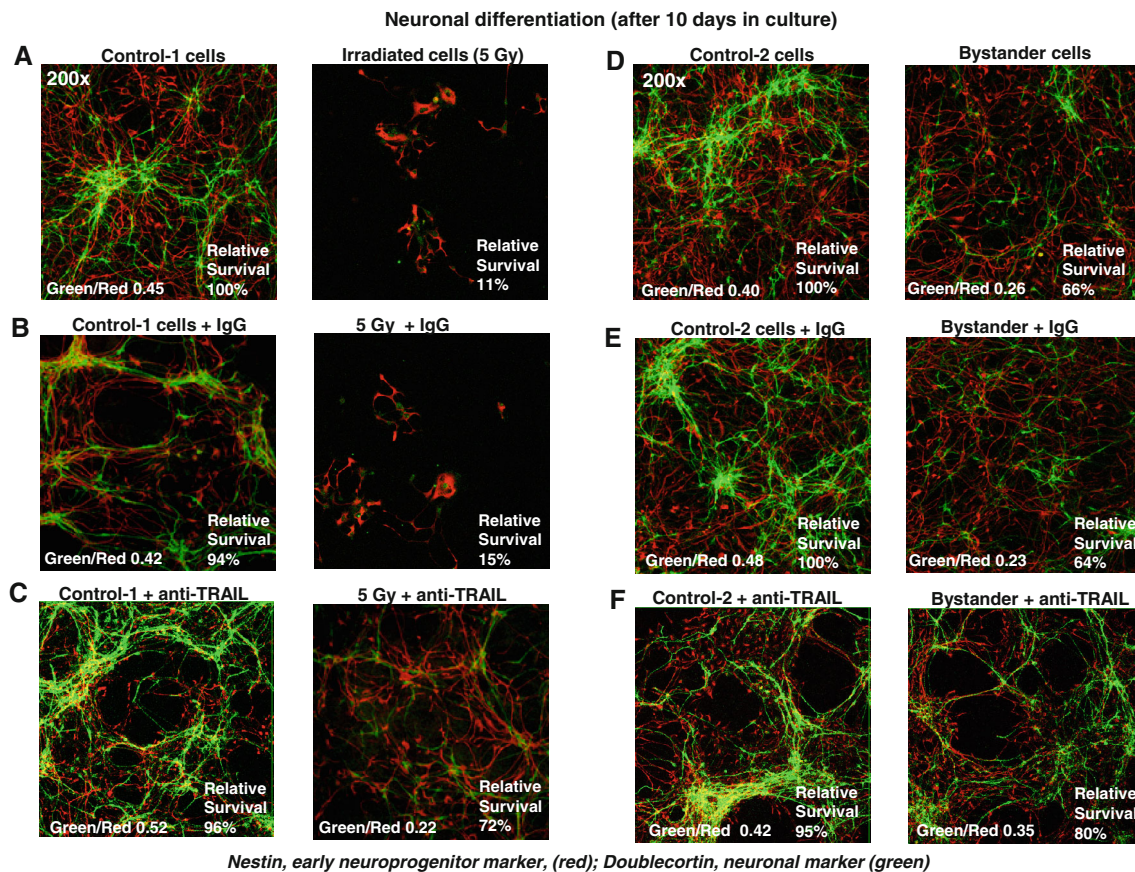 Neuronal differentiation (after 10 days in culture)
A
Control-1 cells
200x
Relative
Survival
100%
Green/Red 0.45
Irradiated cells (5 Gy)
Relative
Survival
11%
D
Control-2 cells
200x
Relative
Survival
100%
Green/Red 0.40
Bystander cells
Relative
Survival
66%
Green/Red 0.26
B
Control-1 cells + IgG
Relative
Survival
94%
Green/Red 0.42
5 Gy + IgG
Relative
Survival
15%
E
Control-2 cells + IgG
Relative
Survival
100%
Green/Red 0.48
Bystander + IgG
Relative
Survival
64%
Green/Red 0.23
C
Control-1 + anti-TRAIL
Relative
Survival
96%
Green/Red 0.52
5 Gy + anti-TRAIL
Relative
Survival
72%
Green/Red 0.22
F
Control-2 + anti-TRAIL
Relative
Survival
95%
Green/Red 0.42
Bystander + anti-TRAIL
Relative
Survival
80%
Green/Red 0.35
Nestin, early neuroprogenitor marker, (red); Doublecortin, neuronal marker (green)